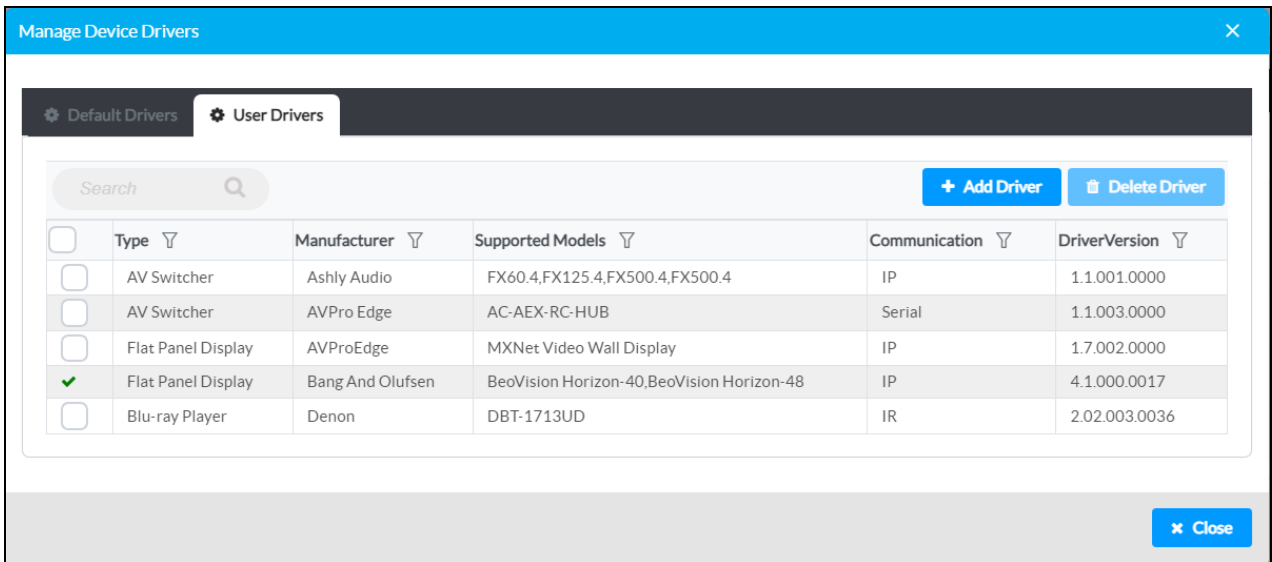 Manage Device Drivers
Default Drivers User Drivers
Search Add Driver Delete Driver
Type Manufacturer Supported Models Communication DriverVersion
AV Switcher Ashly Audio FX60.4,FX125.4,FX500.4,FX500.4 IP 1.1.001.0000
AV Switcher AVPro Edge AC-AEX-RC-HUB Serial 1.1.003.0000
Flat Panel Display AVProEdge MXNet Video Wall Display IP 1.7.002.0000
Flat Panel Display Bang And Olufsen BeoVision Horizon-40,BeoVision Horizon-48 IP 4.1.000.0017
Blu-ray Player Denon DBT-1713UD IR 2.02.003.0036
Close